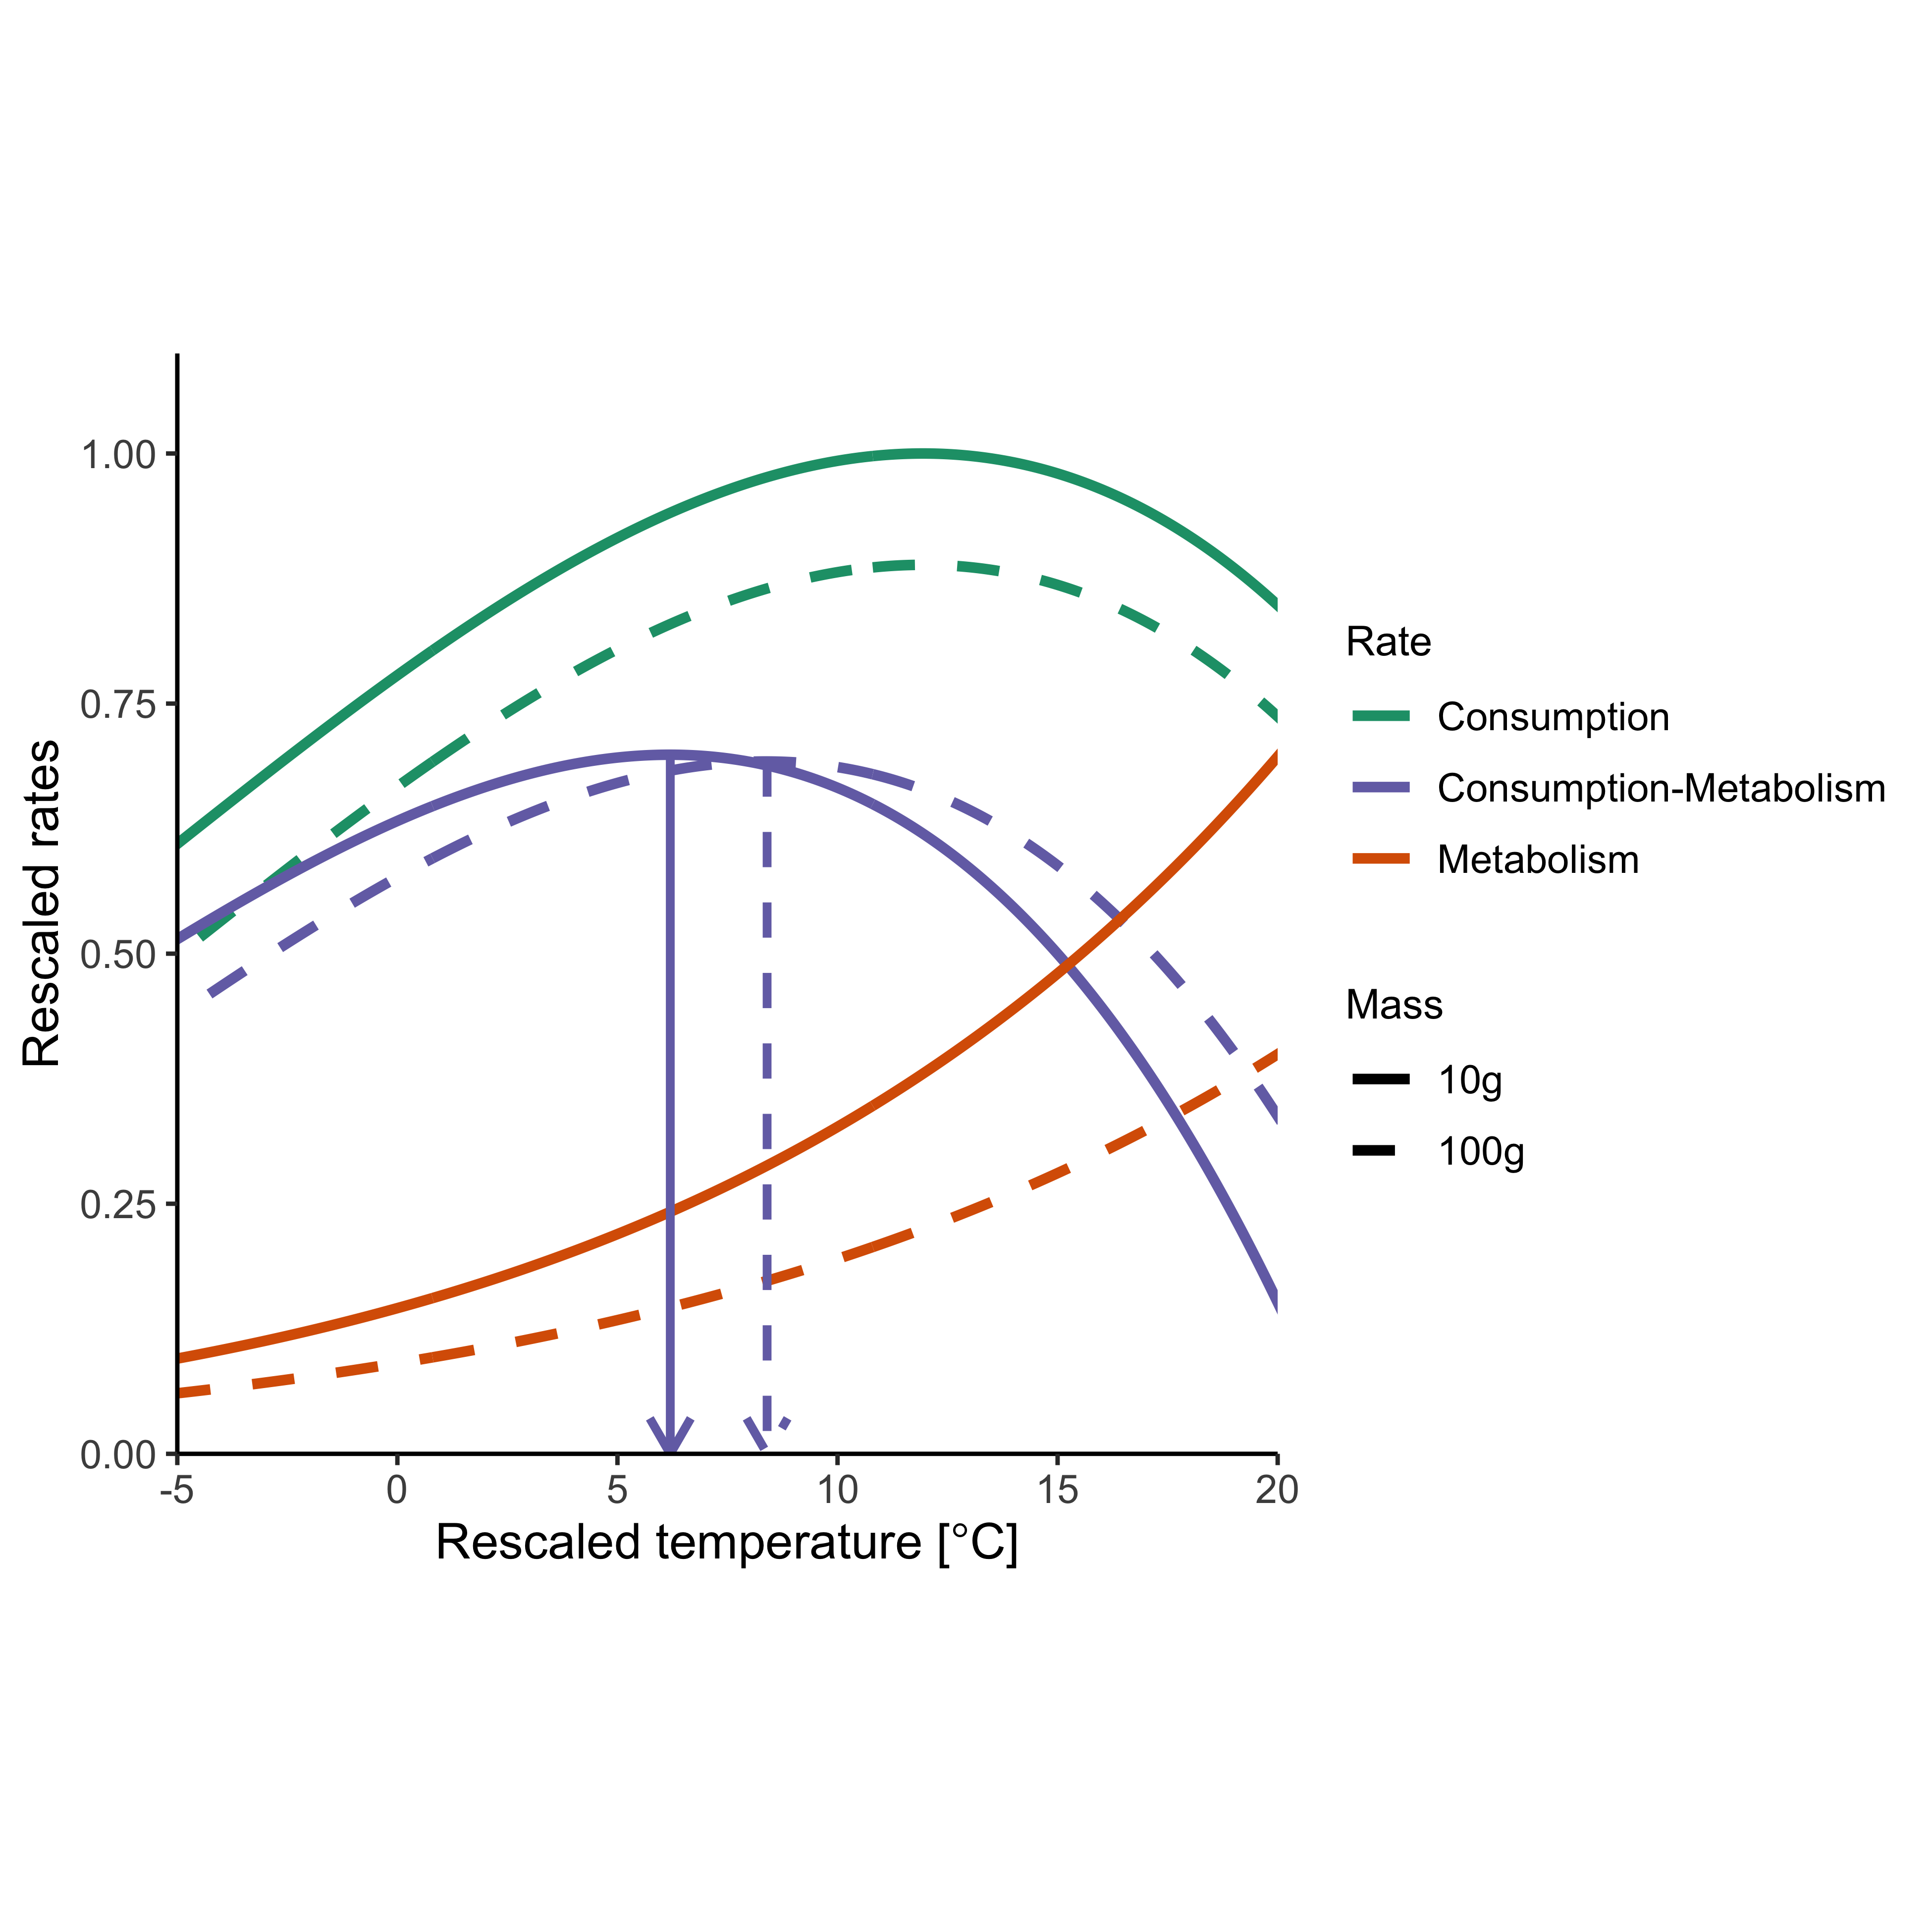 Rescaled rates
1.00
0.75
0.50
0.25
0.00
-5 0 5 10 15 20
Rescaled temperature [°C]
Rate
Consumption
Consumption-Metabolism
Metabolism
Mass
10g
100g